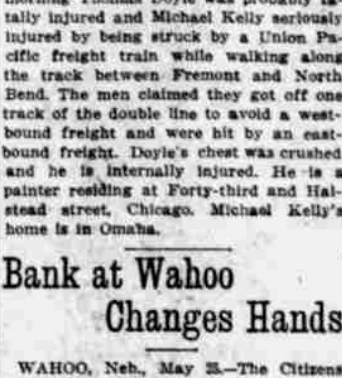 morning Thomas Doyle was probably fa-
tally injured and Michael Kelly seriously
injured by being struck by a Union Pa-
cific freight train while walking along
the track between Fremont and North
Bend. The men claimed they got off one
track of the double line to avoid a west-
bound freight and were hit by an east-
bound freight. Doyle's chest was crushed
and he is internally injured. He is a
painter residing at Forty-third and Hal-
stead street, Chicago. Michael Kelly's
home is in Omaha.
Bank at Wahoo
Changes Hands
WAHOO, Neb., May 25.—The Citizens